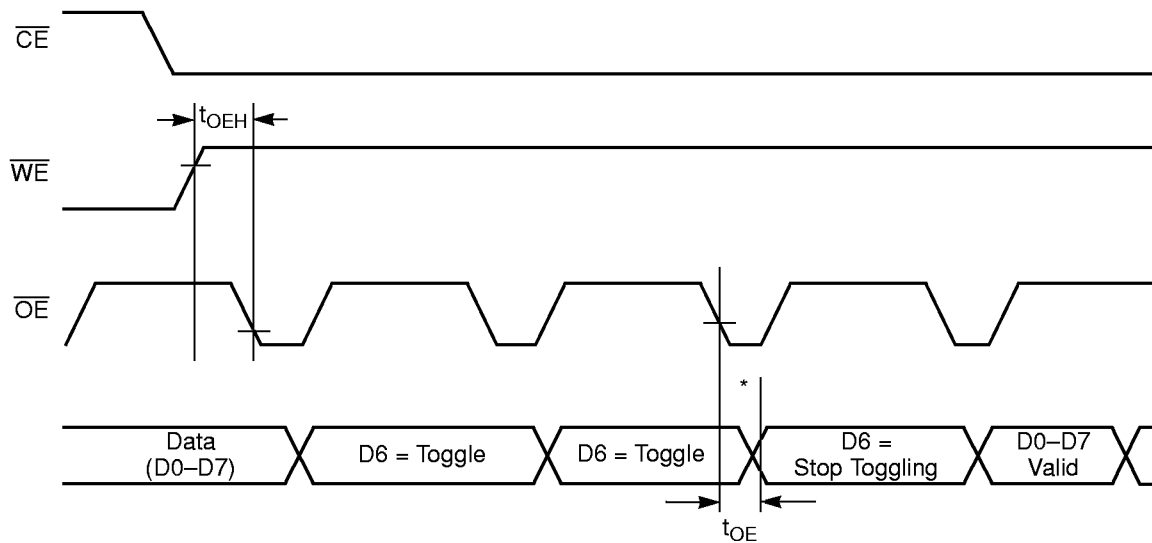 CE
tOEH
WE
OE
*
Data
(D0–D7)
D6 = Toggle
D6 = Toggle
D6 =
Stop Toggling
D0–D7
Valid
tOE